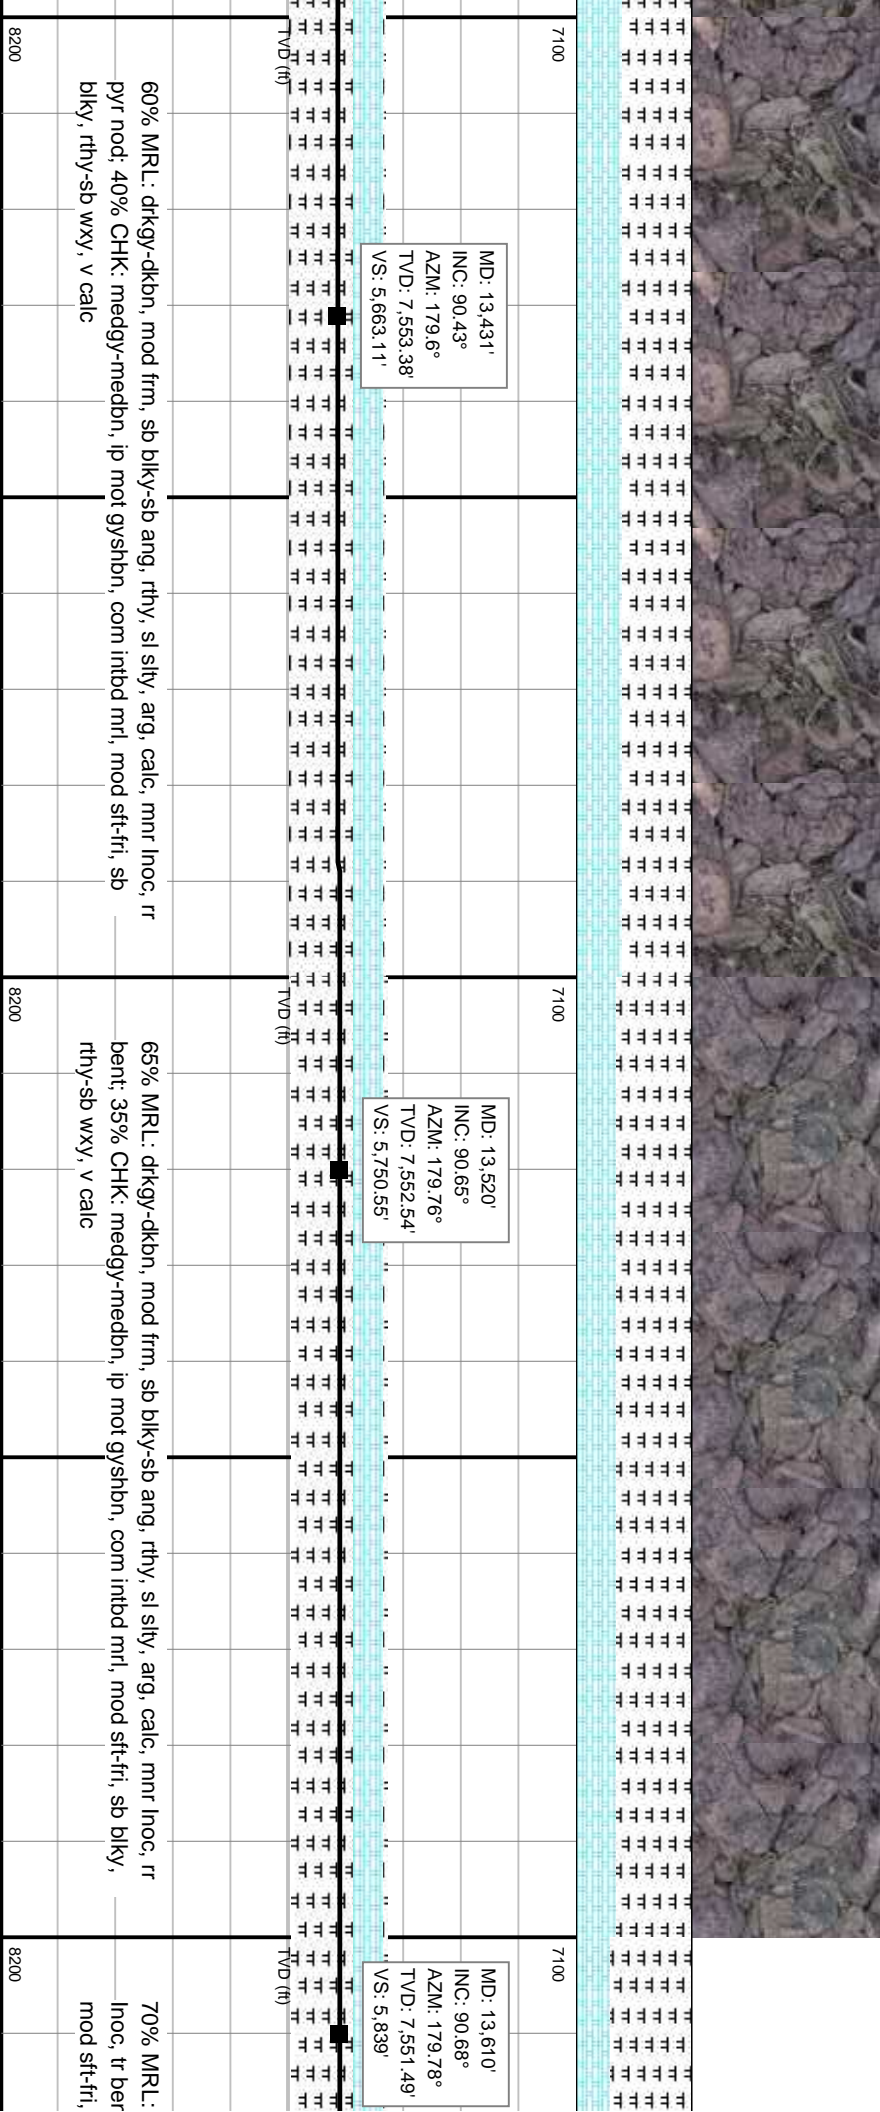 8200
TVD (ft)
7100
60% MRL: drkgy-dkbn, mod frm, sb blky-sb ang, rthy, sl slty, arg, calc, mnr Inoc, rr
pyr nod; 40% CHK: medgy-medbn, ip mot gyshbn, com intbd mrl, mod sft-fri, sb
blky, rthy-sb wxy, v calc
MD: 13,431'
INC: 90.43°
AZM: 179.6°
TVD: 7,553.38'
VS: 5,663.11'
8200
TVD (ft)
7100
65% MRL: drkgy-dkbn, mod frm, sb blky-sb ang, rthy, sl slty, arg, calc, mnr Inoc, rr
bent; 35% CHK: medgy-medbn, ip mot gyshbn, com intbd mrl, mod sft-fri, sb blky,
rthy-sb wxy, v calc
MD: 13,520'
INC: 90.65°
AZM: 179.76°
TVD: 7,552.54'
VS: 5,750.55'
8200
TVD (ft)
7100
70% MRL:
Inoc, tr ben
mod sft-fri,
MD: 13,610'
INC: 90.68°
AZM: 179.78°
TVD: 7,551.49'
VS: 5,839'